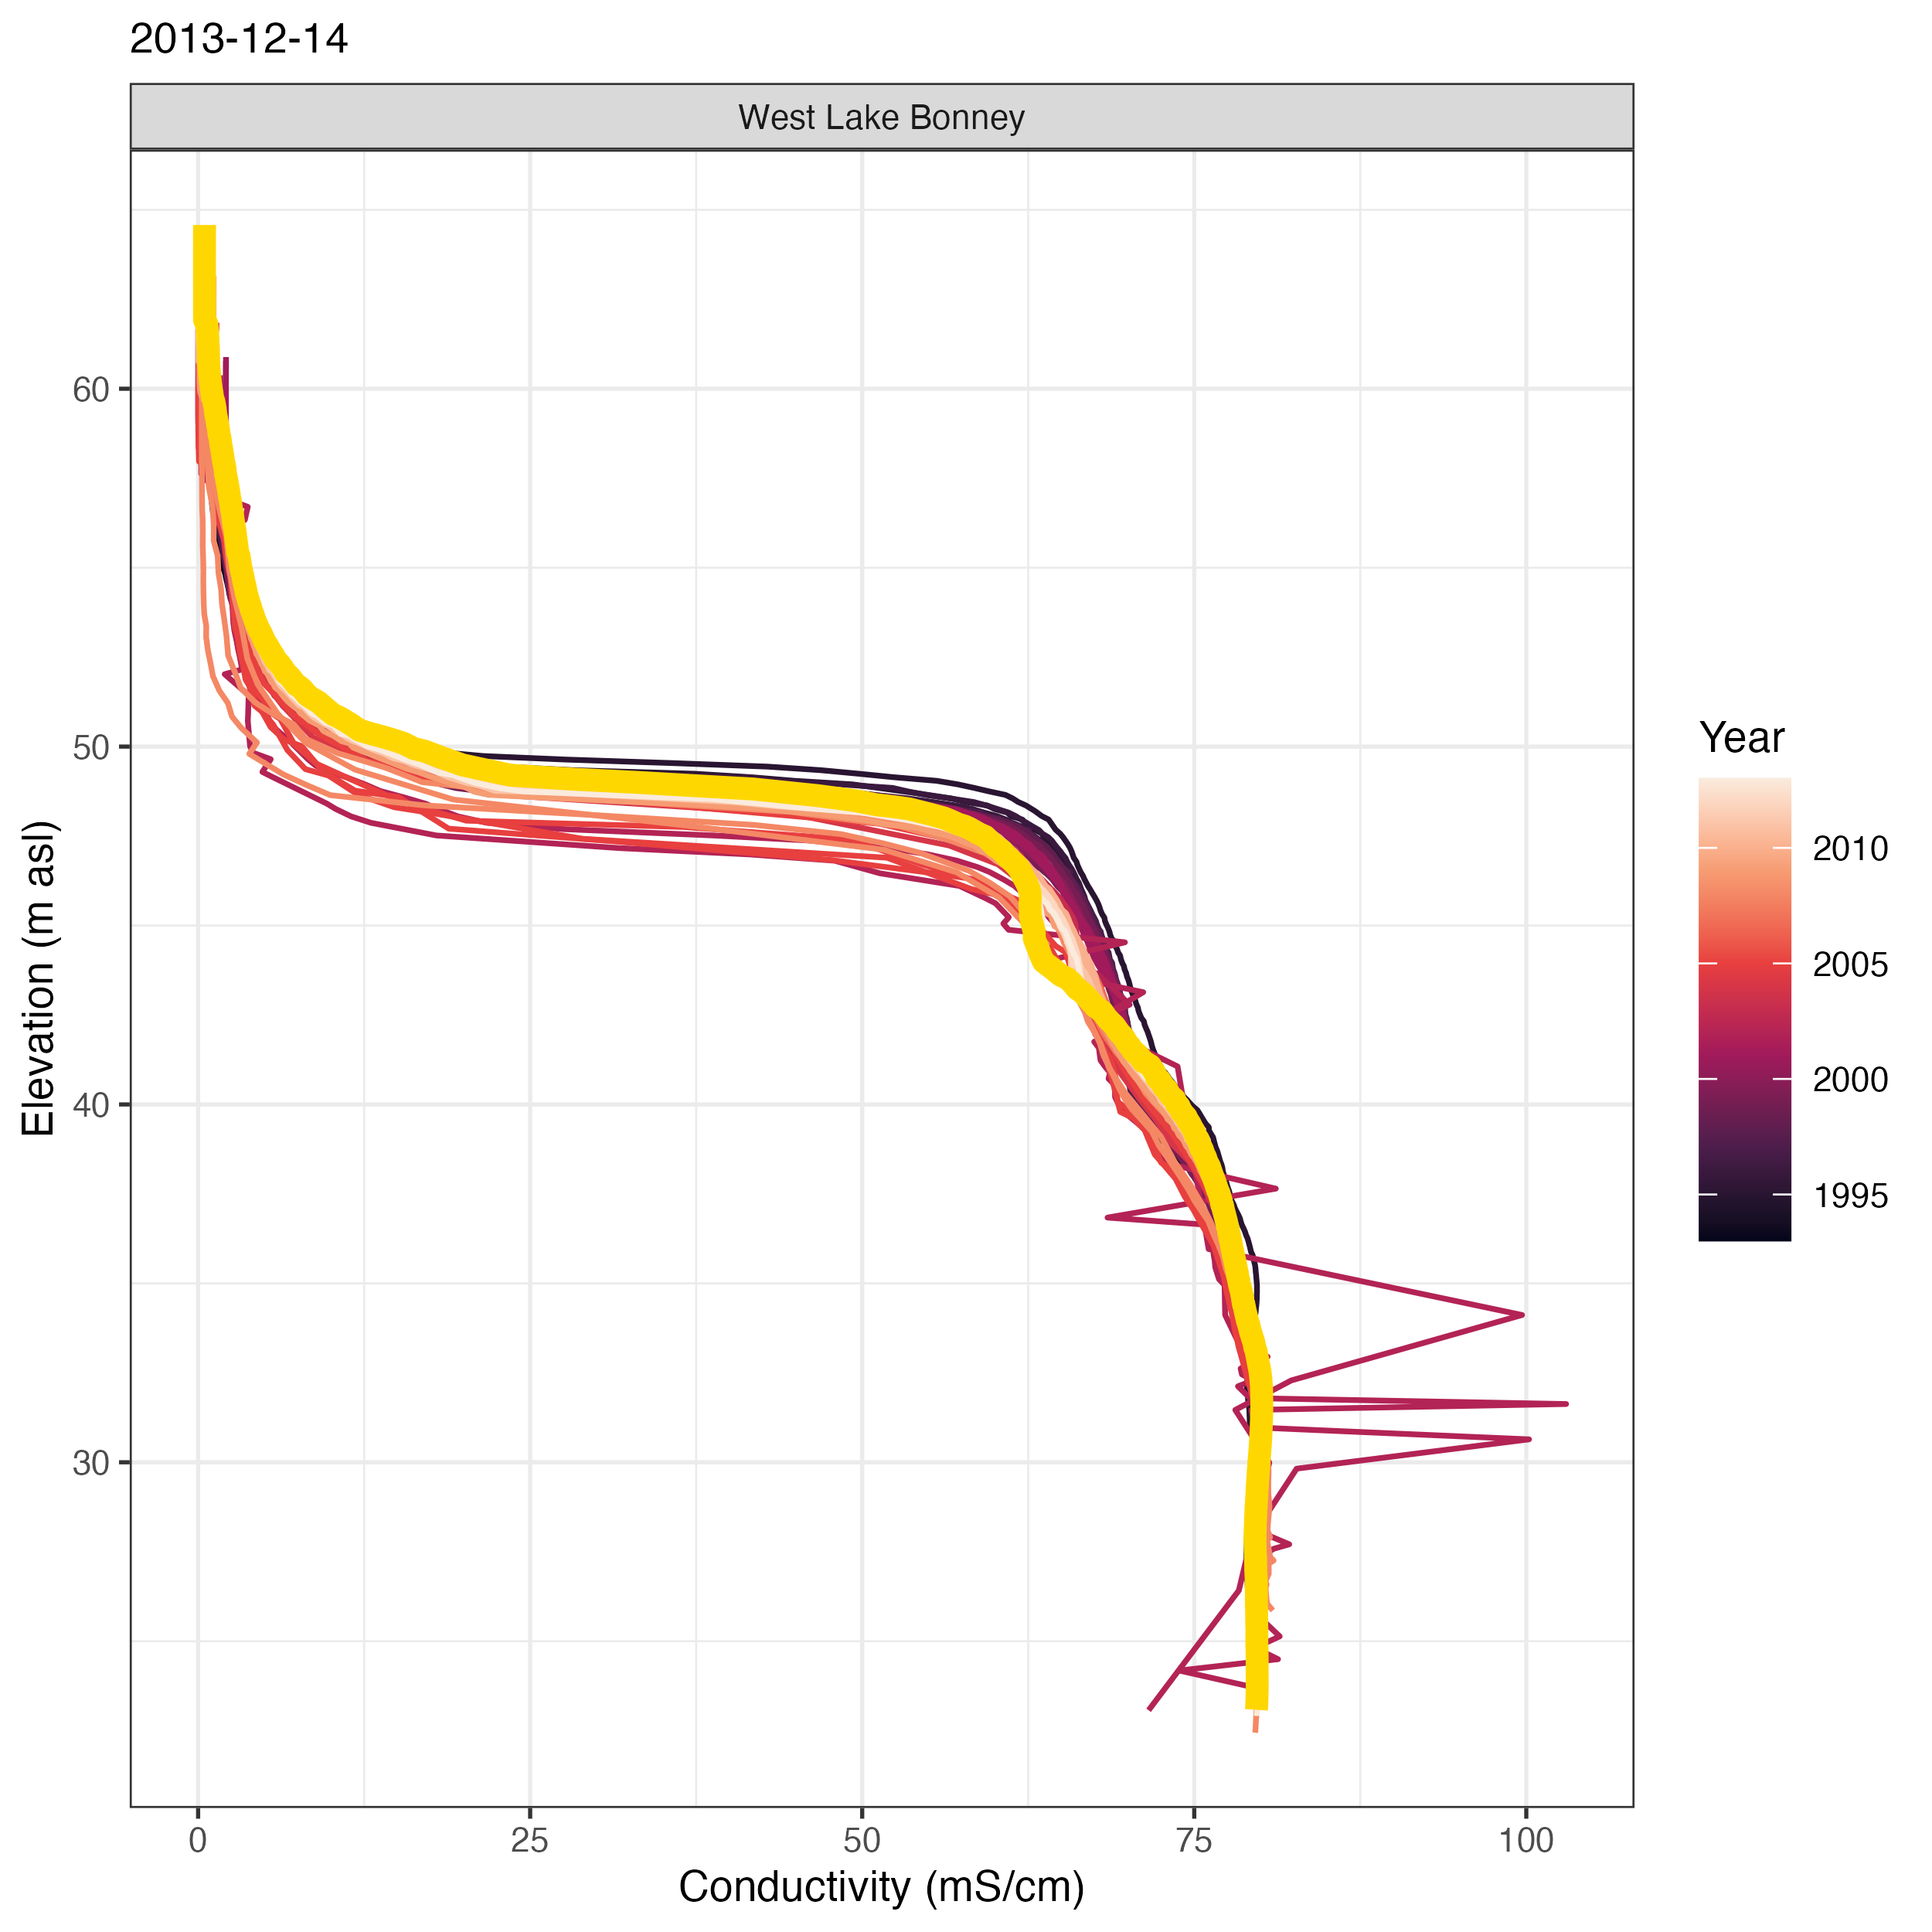 2013-12-14
West Lake Bonney
Elevation (m asl)
60
50
40
30
0 25 50 75 100
Conductivity (mS/cm)
Year
2010
2005
2000
1995